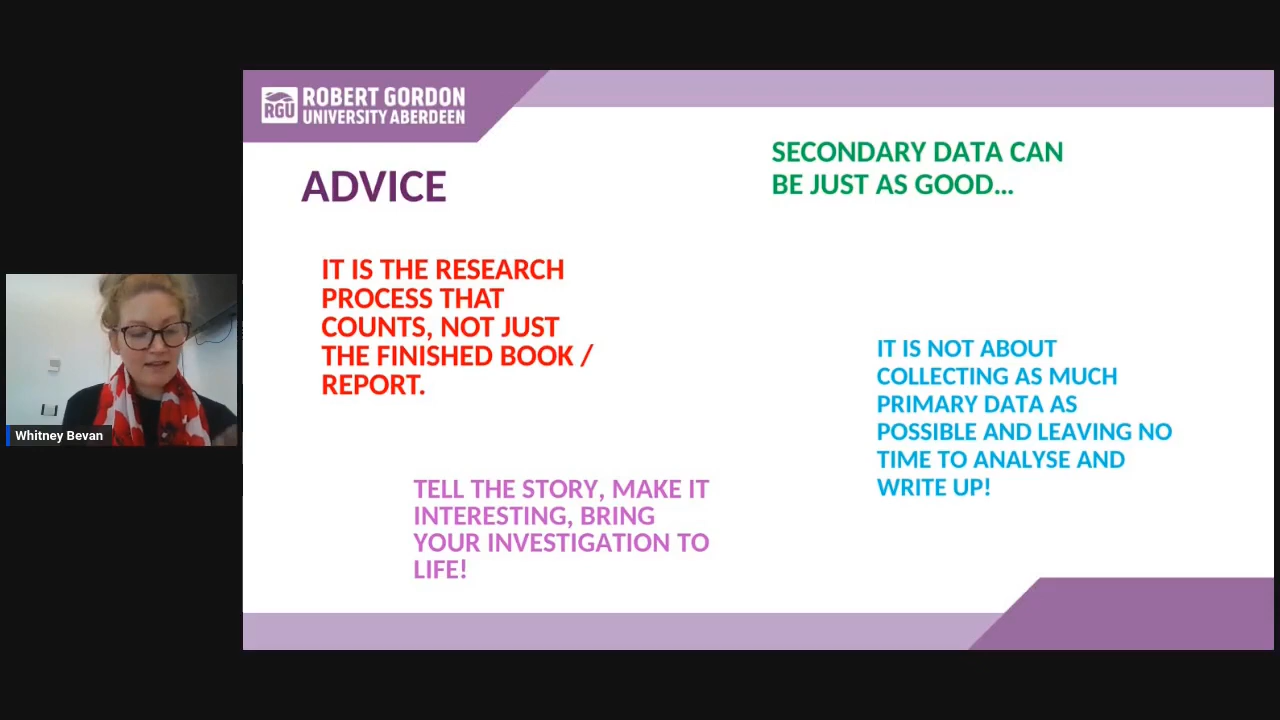 RGU
ROBERT GORDON
UNIVERSITY ABERDEEN
ADVICE
SECONDARY DATA CAN
BE JUST AS GOOD...
IT IS THE RESEARCH
PROCESS THAT
COUNTS, NOT JUST
THE FINISHED BOOK /
REPORT.
IT IS NOT ABOUT
COLLECTING AS MUCH
PRIMARY DATA AS
POSSIBLE AND LEAVING NO
TIME TO ANALYSE AND
WRITE UP!
TELL THE STORY, MAKE IT
INTERESTING, BRING
YOUR INVESTIGATION TO
LIFE!
Whitney Bevan